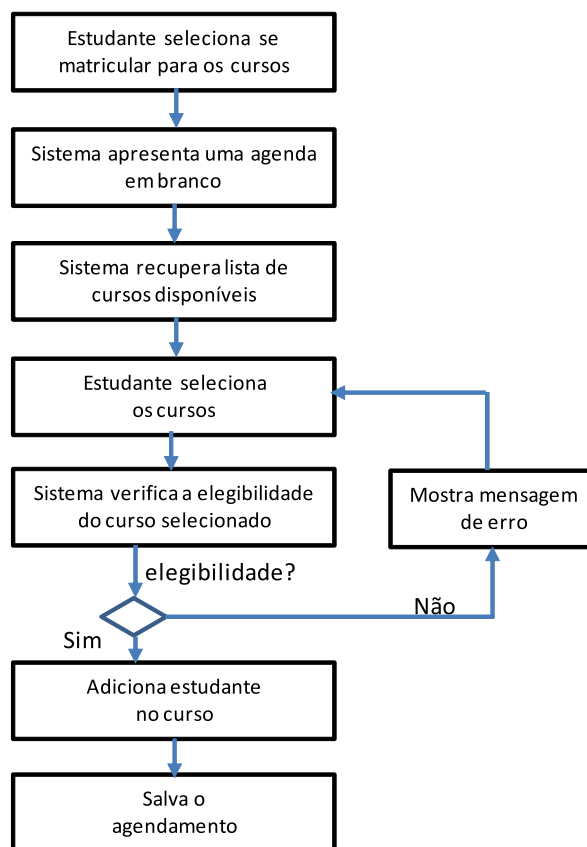 Estudante seleciona se
matricular para os cursos
Sistema apresenta uma agenda
em branco
Sistema recupera lista de
cursos disponíveis
Estudante seleciona
os cursos
Sistema verifica a elegibilidade
do curso selecionado
Mostra mensagem
de erro
elegibilidade?
Não
Sim
Adiciona estudante
no curso
Salva o
agendamento